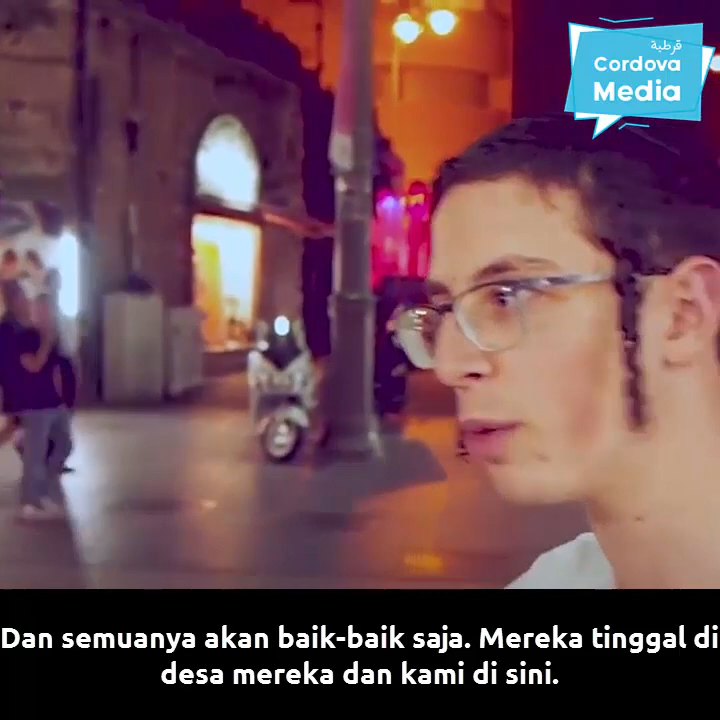 قرطبة
Cordova
Media
Dan semuanya akan baik-baik saja. Mereka tinggal di
desa mereka dan kami di sini.